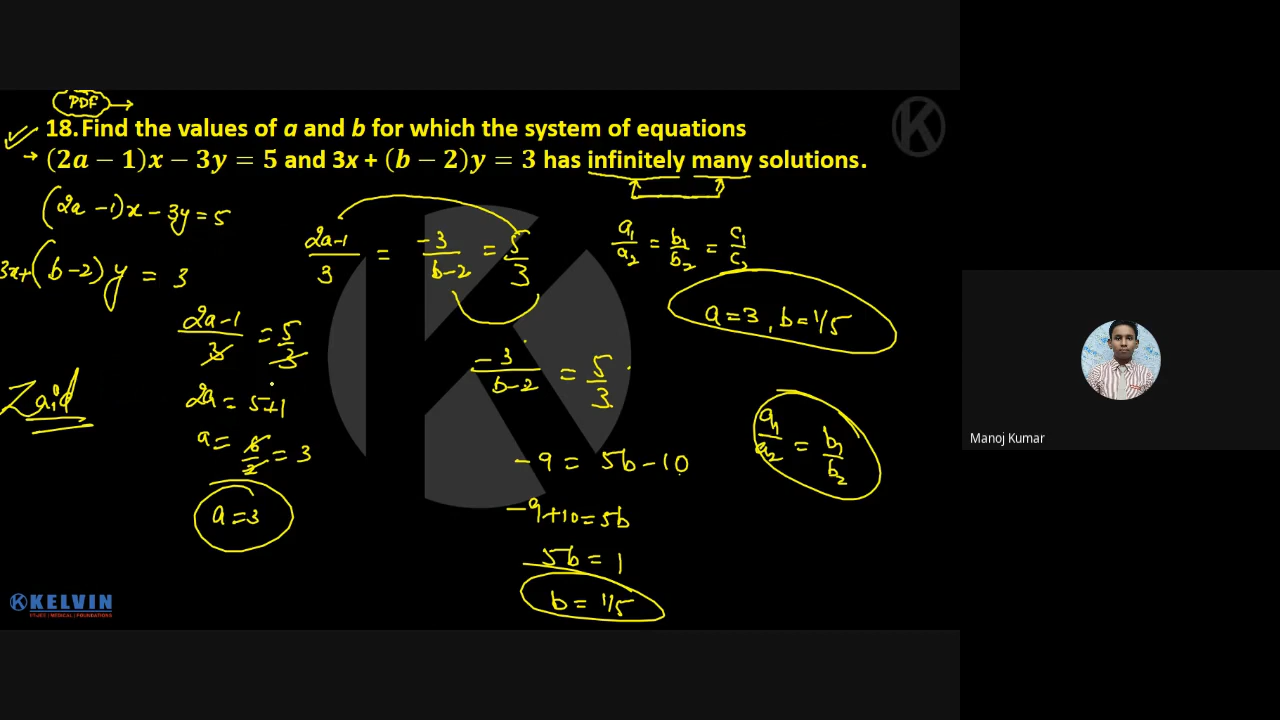 PDF →
18. Find the values of a and b for which the system of equations
→ (2a − 1)x − 3y = 5 and 3x + (b − 2)y = 3 has infinitely many solutions.
(2a-1)x - 3y = 5
3x + (b-2)y = 3
2a-1/3 = -3/b-2 = 5/3
a₁/a₂ = b₁/b₂ = c₁/c₂
a = 3, b = 1/5
2a-1/3 = 5/3
2a = 5+1
a = 6/2 = 3
a = 3
Zaid
-3/b-2 = 5/3
-9 = 5b - 10
-9+10 = 5b
5b = 1
b = 1/5
a₁/a₂ = b₁/b₂
K KELVIN
Manoj Kumar